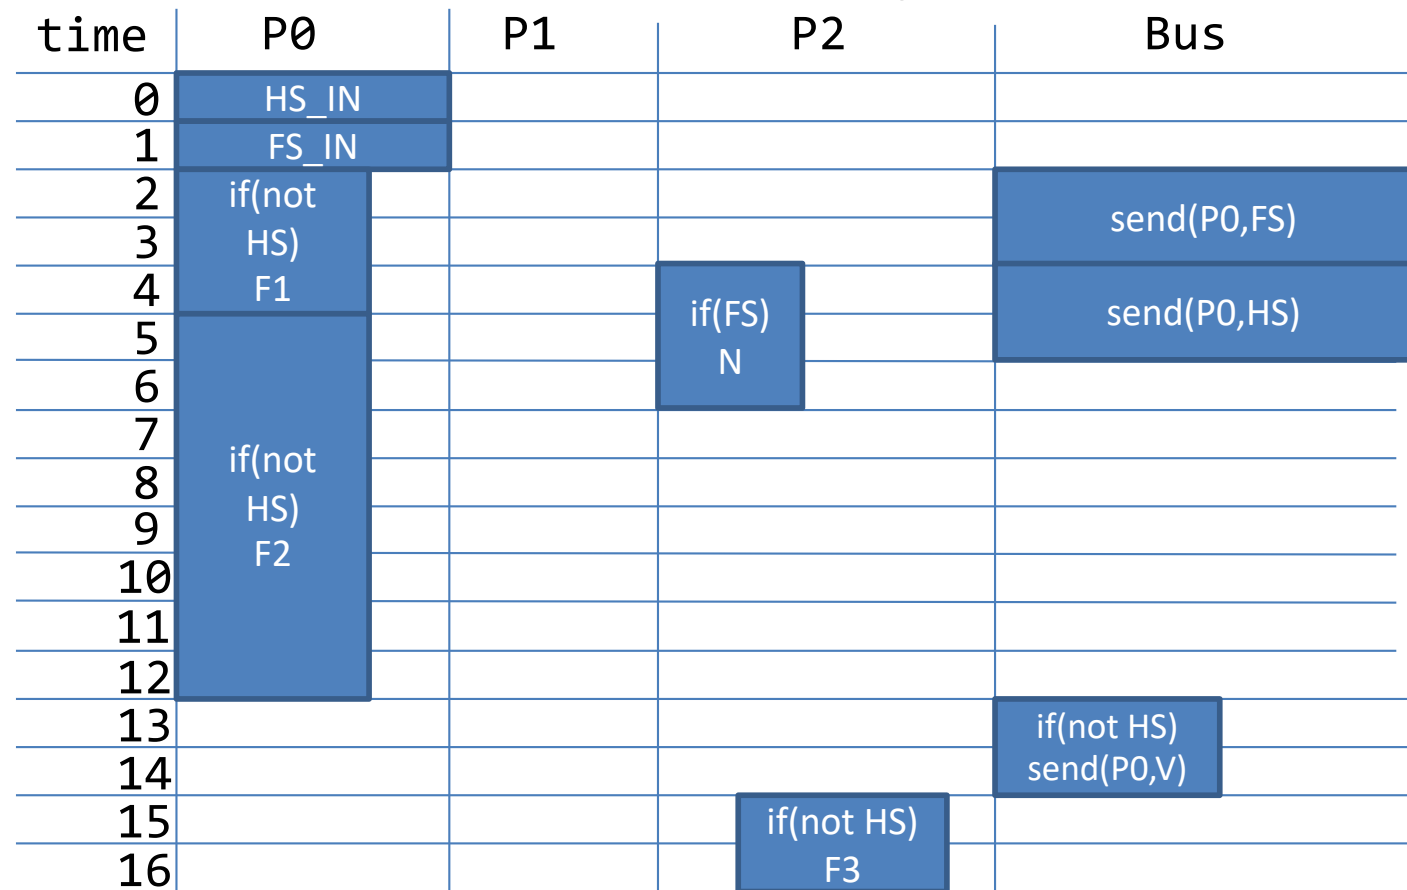 time P0 P1 P2 Bus
0 HS_IN
1 FS_IN
2 if(not
3 HS)
4 F1
send(P0,FS)
5
6
if(FS)
N
send(P0,HS)
7
8
9
10
11
12
if(not
HS)
F2
13 if(not HS)
14 send(P0,V)
15 if(not HS)
16 F3